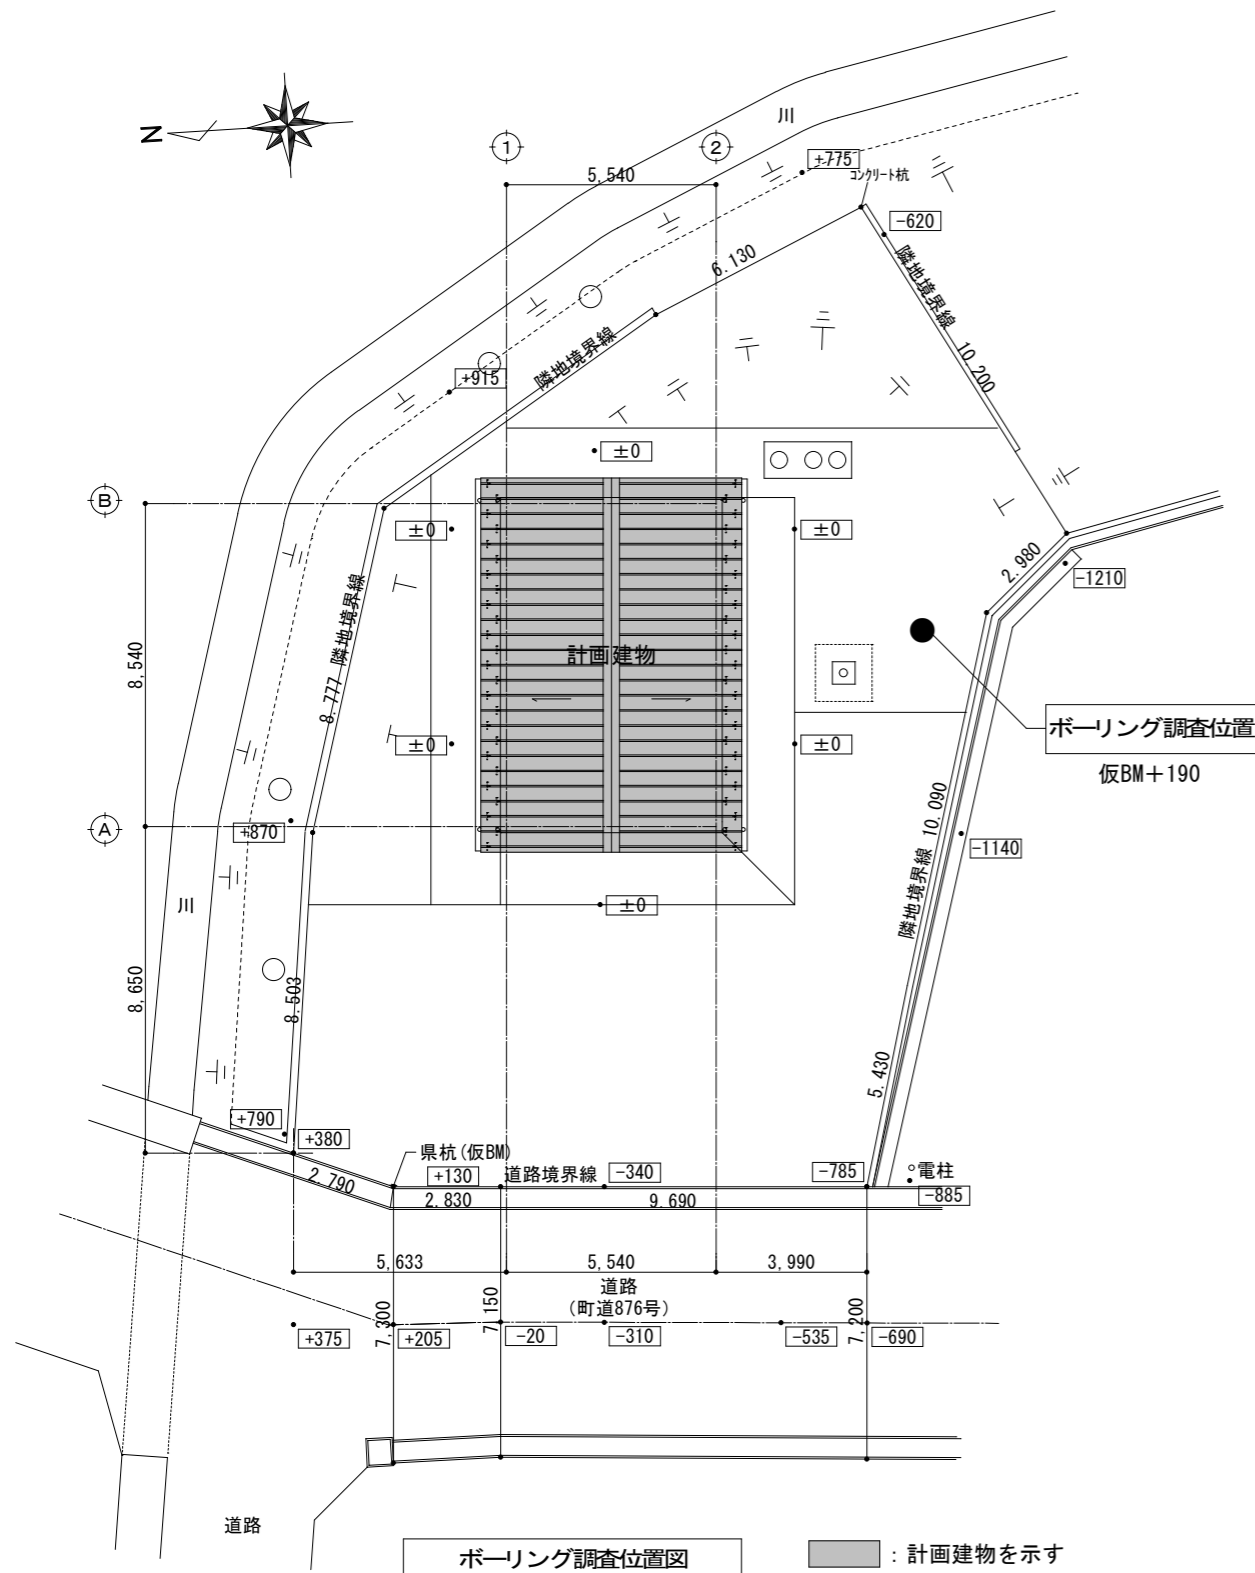 川
N
1
2
+775
コンクリート杭
5,540
-620
6.130
隣地境界線 10.200
隣地境界線
+915
±0
B
±0
±0
2.980
-1210
8.777 隣地境界線
8,540
計画建物
ボーリング調査位置
±0
±0
仮BM+190
隣地境界線 10.090
A
+870
-1140
川
±0
8,650
8.503
5.430
+790
+380
県杭(仮BM)
2.790
+130
道路境界線
-340
-785
電柱
2.830
9.690
-885
5,633
5,540
3,990
道路
(町道876号)
7,300
7,150
7,200
+375
+205
-20
-310
-535
-690
道路
ボーリング調査位置図
:計画建物を示す